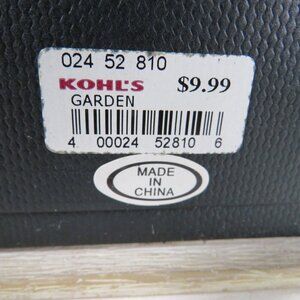 024 52 810
KOHL'S $9.99
GARDEN
4 00024 52810 6
MADE
IN
CHINA